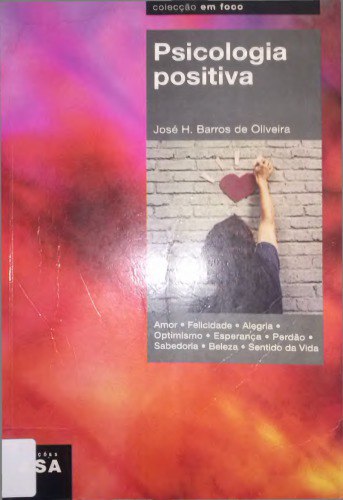 colecção em foco
Psicologia
positiva
José H. Barros de Oliveira
Amor • Felicidade • Alegria •
Optimismo • Esperança • Perdão •
Sabedoria • Beleza • Sentido da Vida